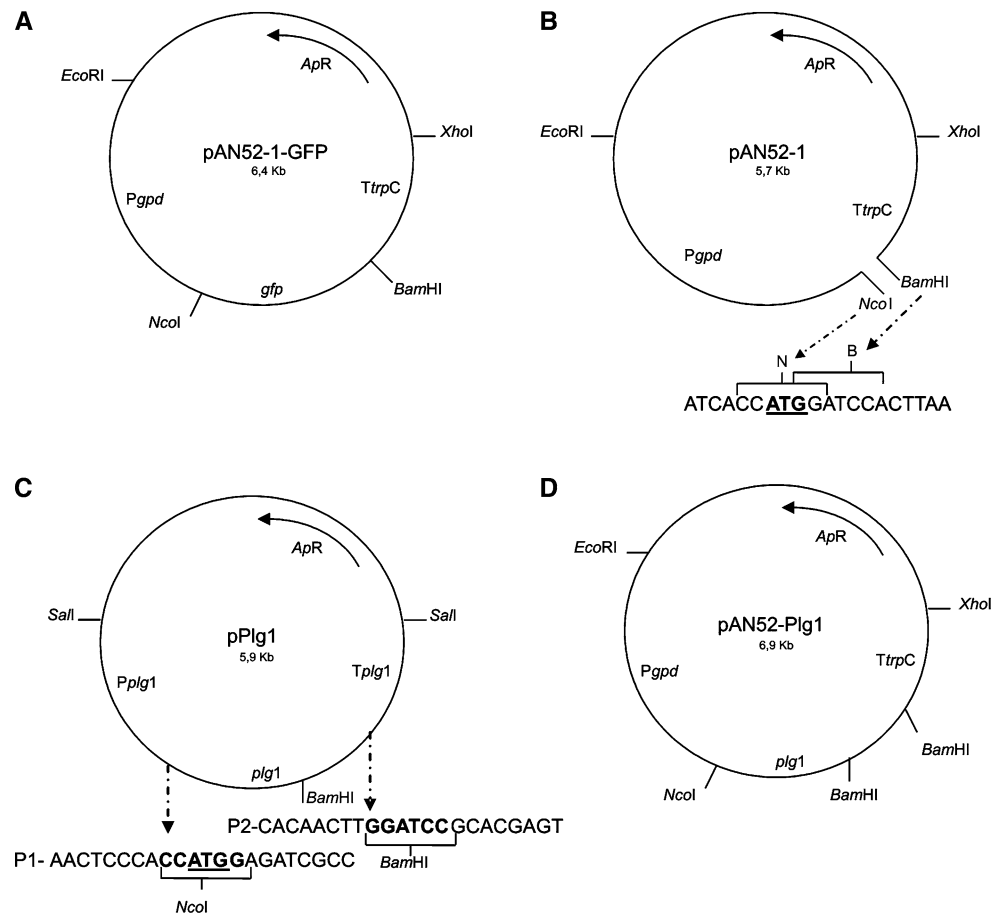 A
ApR
EcoRI
XhoI
pAN52-1-GFP
6,4 Kb
Pgpd
TtrpC
gfp
BamHI
NcoI
B
ApR
EcoRI
XhoI
pAN52-1
5,7 Kb
TtrpC
Pgpd
BamHI
NcoI
N
B
ATCACCATGGATCCACTTAA
C
ApR
SalI
SalI
pPlg1
5,9 Kb
Pplg1
Tplg1
plg1
BamHI
P2-CACAACTTGGATCCGCACGAGT
BamHI
P1- AACTCCCACCATGGAGATCGCC
NcoI
D
ApR
EcoRI
XhoI
pAN52-Plg1
6,9 Kb
Pgpd
TtrpC
BamHI
plg1
NcoI
BamHI